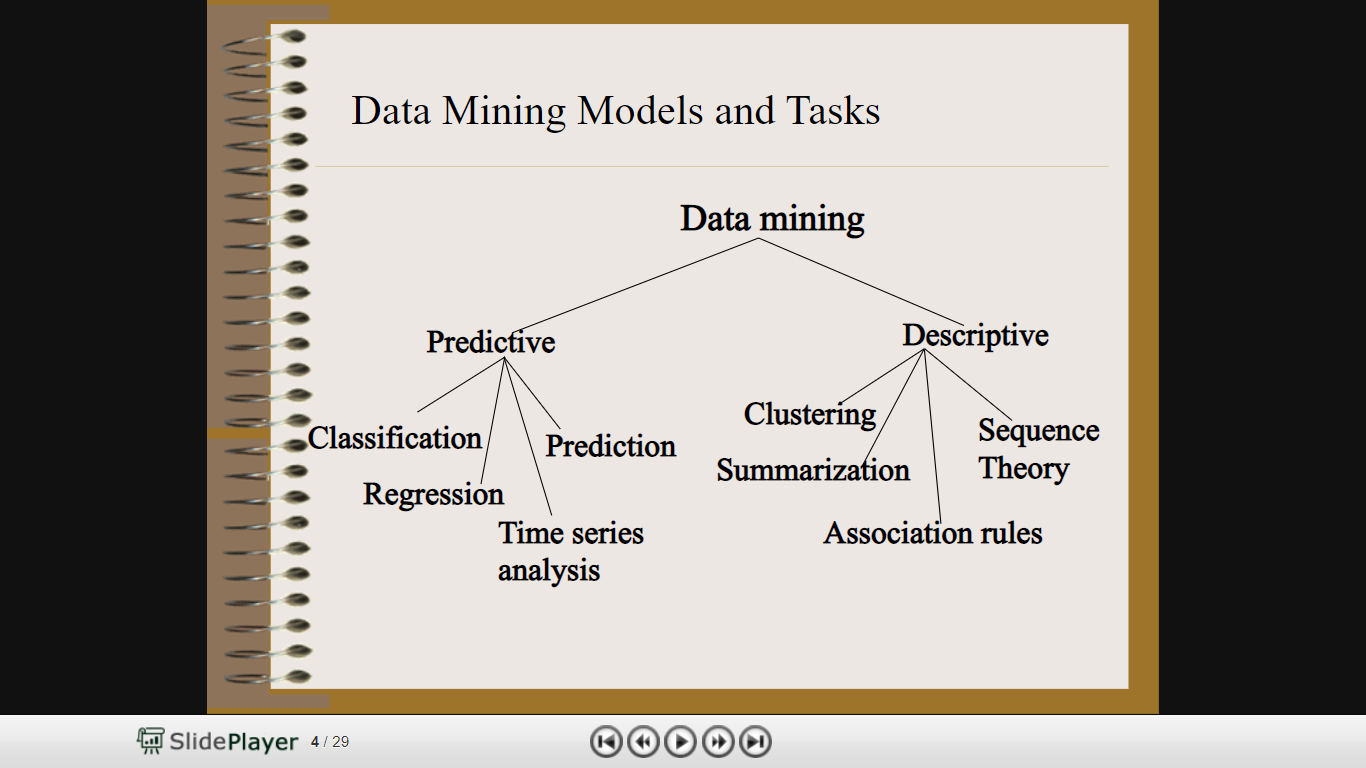 Data Mining Models and Tasks
Data mining
Predictive
Descriptive
Classification
Prediction
Regression
Time series
analysis
Clustering
Summarization
Association rules
Sequence
Theory
SlidePlayer 4 / 29